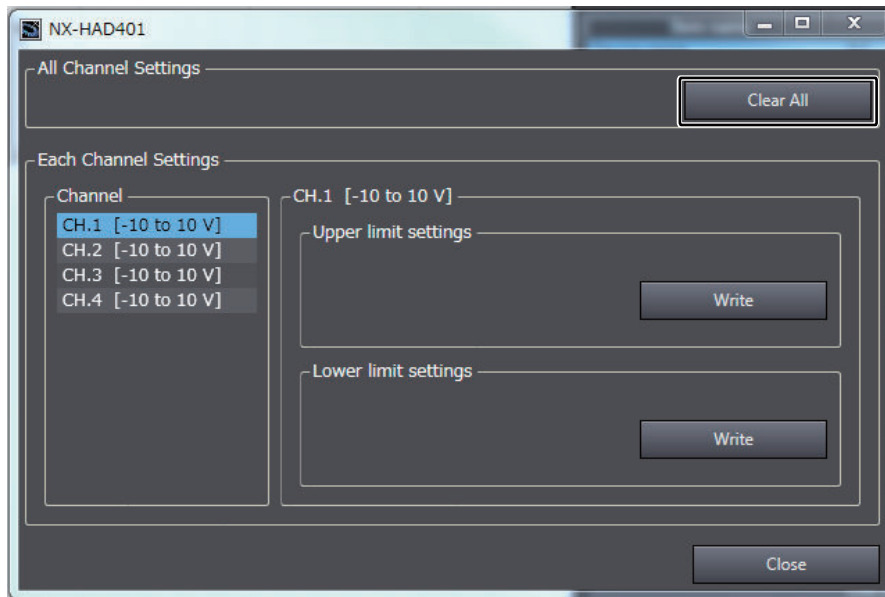 NX-HAD401
All Channel Settings
Clear All
Each Channel Settings
Channel
CH.1 [-10 to 10 V]
CH.2 [-10 to 10 V]
CH.3 [-10 to 10 V]
CH.4 [-10 to 10 V]
CH.1 [-10 to 10 V]
Upper limit settings
Write
Lower limit settings
Write
Close